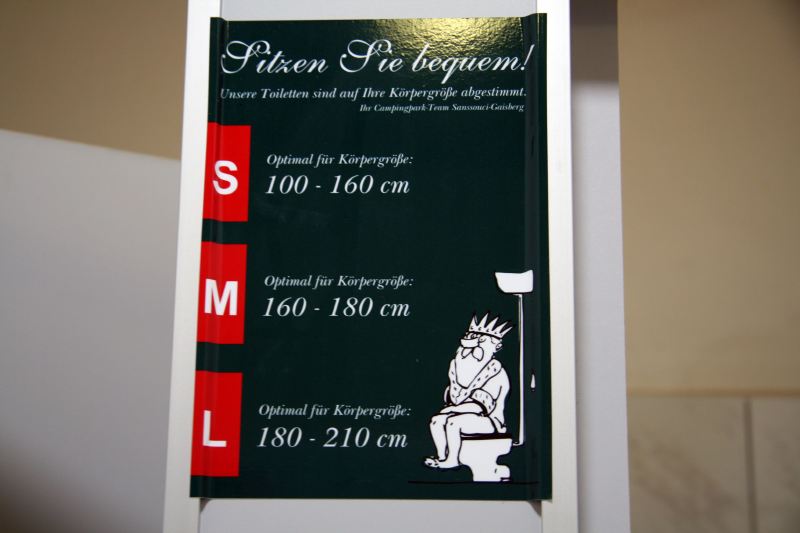 Sitzen Sie bequem!
Unsere Toiletten sind auf Ihre Körpergröße abgestimmt.
Ihr Campingpark-Team Sanssouci-Gaisberg
S
Optimal für Körpergröße:
100 - 160 cm
M
Optimal für Körpergröße:
160 - 180 cm
L
Optimal für Körpergröße:
180 - 210 cm